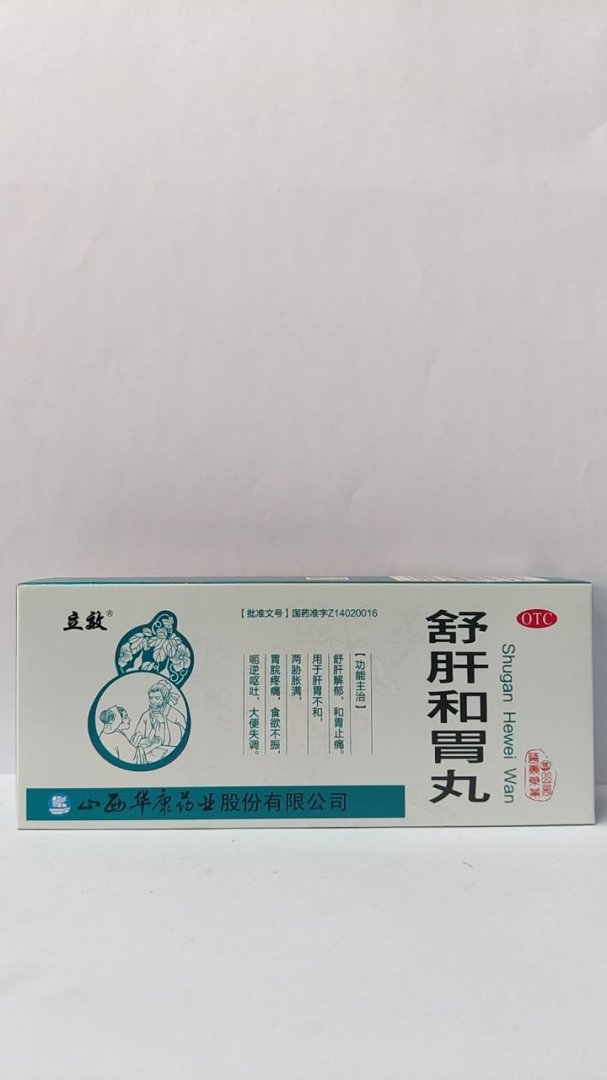 立效®
【批准文号】国药准字Z14020016
【功能主治】
舒肝解郁，和胃止痛。
用于肝胃不和，
两胁胀满，
胃脘疼痛，食欲不振，
呃逆呕吐，大便失调。
舒肝和胃丸
Shugan Hewei Wan
OTC
山西华康药业股份有限公司